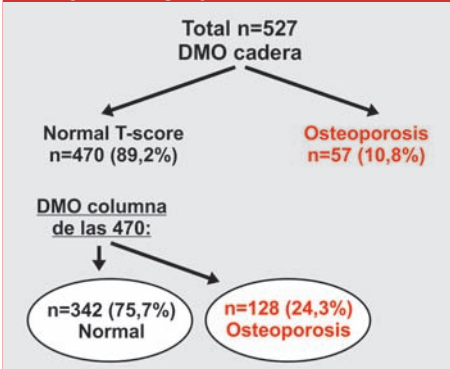 Total n=527
DMO cadera
Normal T-score
n=470 (89,2%)
Osteoporosis
n=57 (10,8%)
DMO columna
de las 470:
n=342 (75,7%)
Normal
n=128 (24,3%)
Osteoporosis